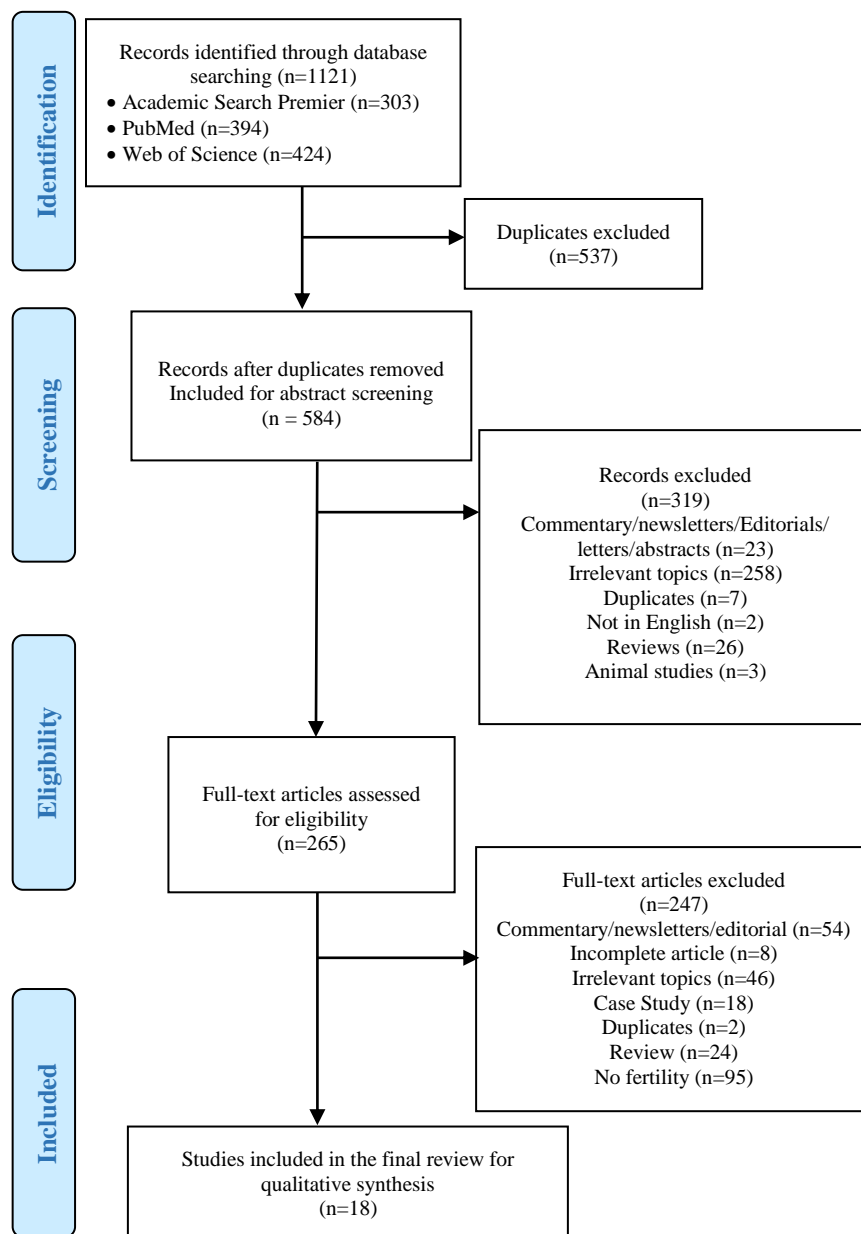 Identification
Records identified through database
searching (n=1121)
• Academic Search Premier (n=303)
• PubMed (n=394)
• Web of Science (n=424)
Duplicates excluded
(n=537)
Screening
Records after duplicates removed
Included for abstract screening
(n = 584)
Records excluded
(n=319)
Commentary/newsletters/Editorials/
letters/abstracts (n=23)
Irrelevant topics (n=258)
Duplicates (n=7)
Not in English (n=2)
Reviews (n=26)
Animal studies (n=3)
Eligibility
Full-text articles assessed
for eligibility
(n=265)
Full-text articles excluded
(n=247)
Commentary/newsletters/editorial (n=54)
Incomplete article (n=8)
Irrelevant topics (n=46)
Case Study (n=18)
Duplicates (n=2)
Review (n=24)
No fertility (n=95)
Included
Studies included in the final review for
qualitative synthesis
(n=18)